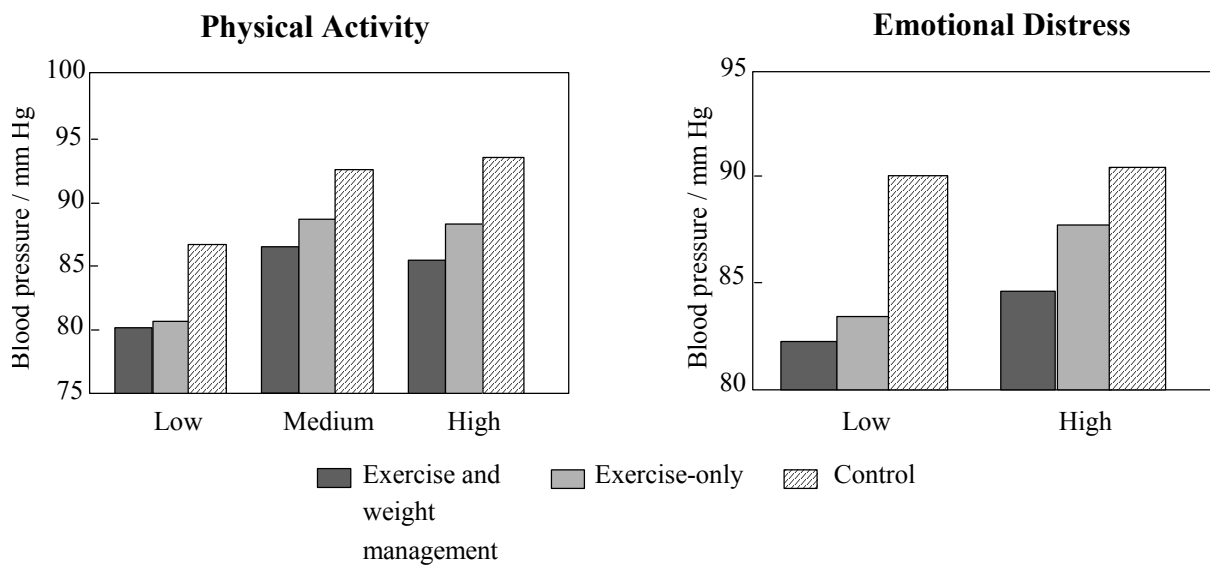 Physical Activity
Blood pressure / mm Hg
100
95
90
85
80
75
Low Medium High
Emotional Distress
Blood pressure / mm Hg
95
90
85
80
Low High
Exercise and
weight
management
Exercise-only
Control